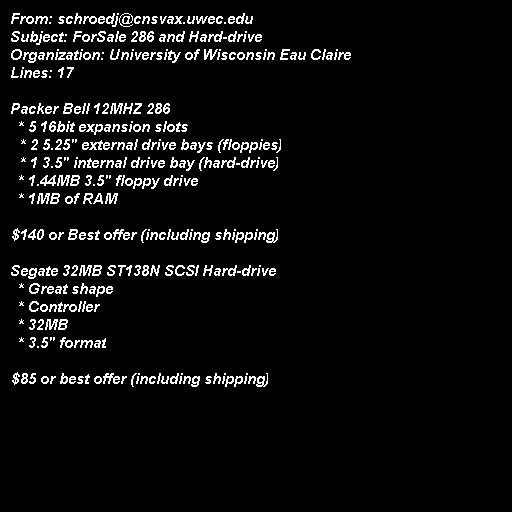 From: schroedj@cnsvax.uwec.edu
Subject: ForSale 286 and Hard-drive
Organization: University of Wisconsin Eau Claire
Lines: 17

Packer Bell 12MHZ 286
* 5 16bit expansion slots
* 2 5.25" external drive bays (floppies)
* 1 3.5" internal drive bay (hard-drive)
* 1.44MB 3.5" floppy drive
* 1MB of RAM

$140 or Best offer (including shipping)

Segate 32MB ST138N SCSI Hard-drive
* Great shape
* Controller
* 32MB
* 3.5" format

$85 or best offer (including shipping)